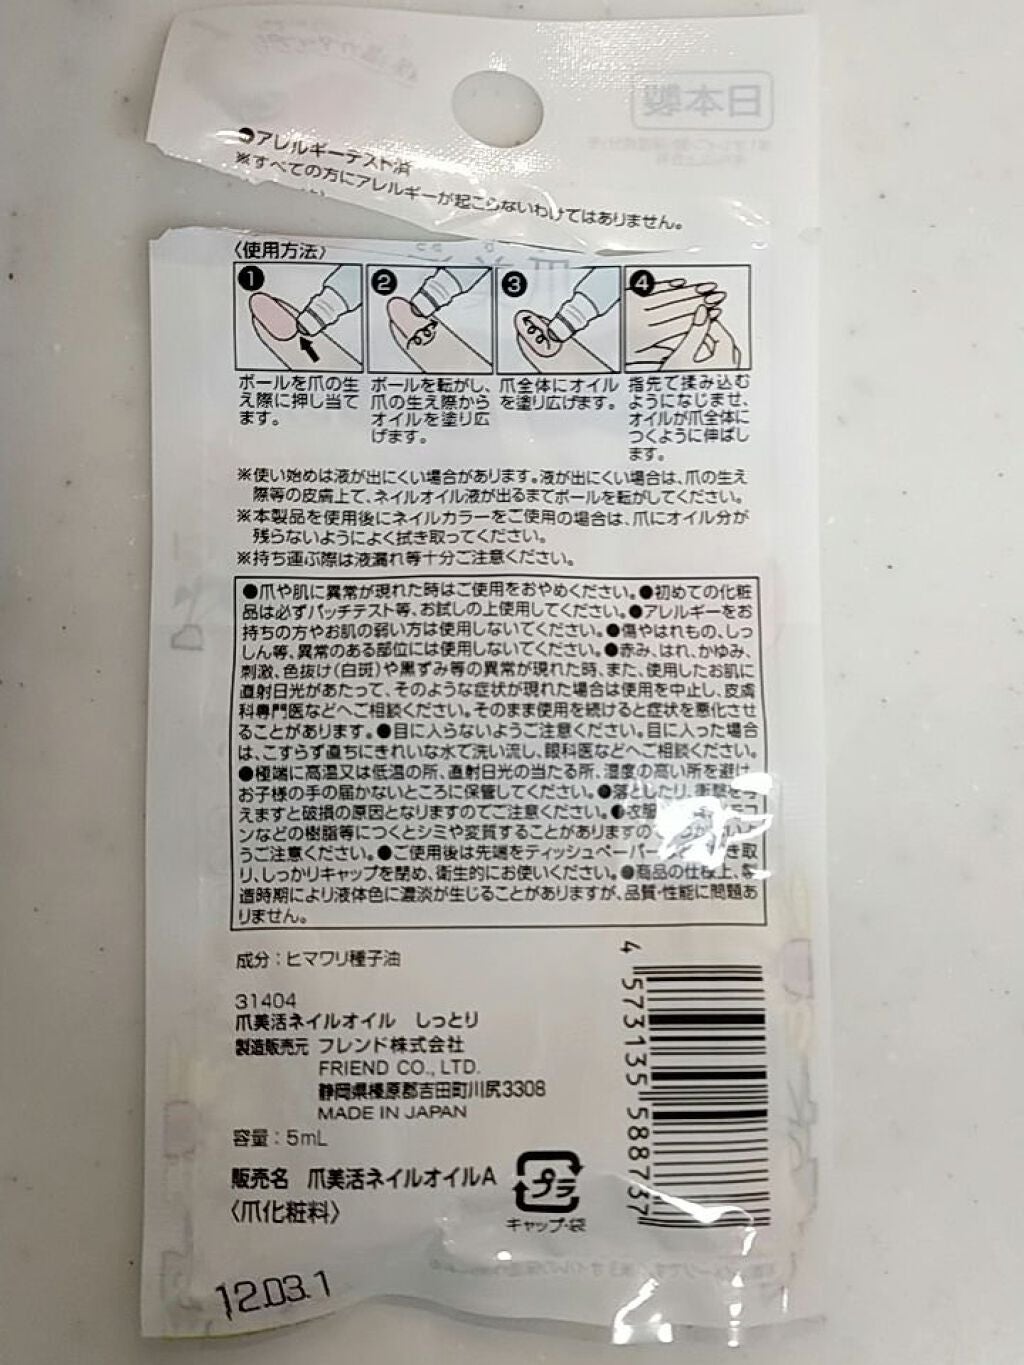 ●アレルギーテスト済
※すべての方にアレルギーが起こらないわけではありません。
〈使用方法〉
1 2 3 4
ボールを爪の生
え際に押し当て
ます。
ボールを転がし、
爪の生え際から
オイルを塗り広
げます。
爪全体にオイル
を塗り広げます。
指先で揉み込む
ようになじませ、
オイルが爪全体に
つくように伸ばし
ます。
※使い始めは液が出にくい場合があります。液が出にくい場合は、爪の生え
際等の皮膚上で、ネイルオイル液が出るまでボールを転がしてください。
※本製品を使用後にネイルカラーをご使用の場合は、爪にオイル分が
残らないようによく拭き取ってください。
※持ち運ぶ際は液漏れ等十分ご注意ください。
●爪や肌に異常が現れた時はご使用をおやめください。●初めての化粧
品は必ずパッチテスト等、お試しの上使用してください。●アレルギーをお
持ちの方やお肌の弱い方は使用しないでください。●傷やはれもの、しっ
しん等、異常のある部位には使用しないでください。●赤み、はれ、かゆみ、
刺激、色抜け(白斑)や黒ずみ等の異常が現れた時、また、使用したお肌に
直射日光があたって、そのような症状が現れた場合は使用を中止し、皮膚
科専門医などへご相談ください。そのまま使用を続けると症状を悪化させ
ることがあります。●目に入らないようご注意ください。目に入った場合
は、こすらず直ちにきれいな水で洗い流し、眼科医などへご相談ください。
●極端に高温又は低温の所、直射日光の当たる所、湿度の高い所を避け、
お子様の手の届かないところに保管してください。●落としたり、衝撃を与
えますと破損の原因となりますのでご注意ください。●衣服
ンなどの樹脂等につくとシミや変質することがありますので
うご注意ください。●ご使用後は先端をティッシュペーパー き取
り、しっかりキャップを閉め、衛生的にお使いください。●商品の仕様上、製
造時期により液体色に濃淡が生じることがありますが、品質・性能に問題あ
りません。
成分：ヒマワリ種子油
31404
爪美活ネイルオイル しっとり
製造販売元 フレンド株式会社
FRIEND CO., LTD.
静岡県榛原郡吉田町川尻3308
MADE IN JAPAN
容量：5mL
販売名 爪美活ネイルオイルA
〈爪化粧料〉
プラ
キャップ・袋
4 573135 588737
12.03.1
日本製